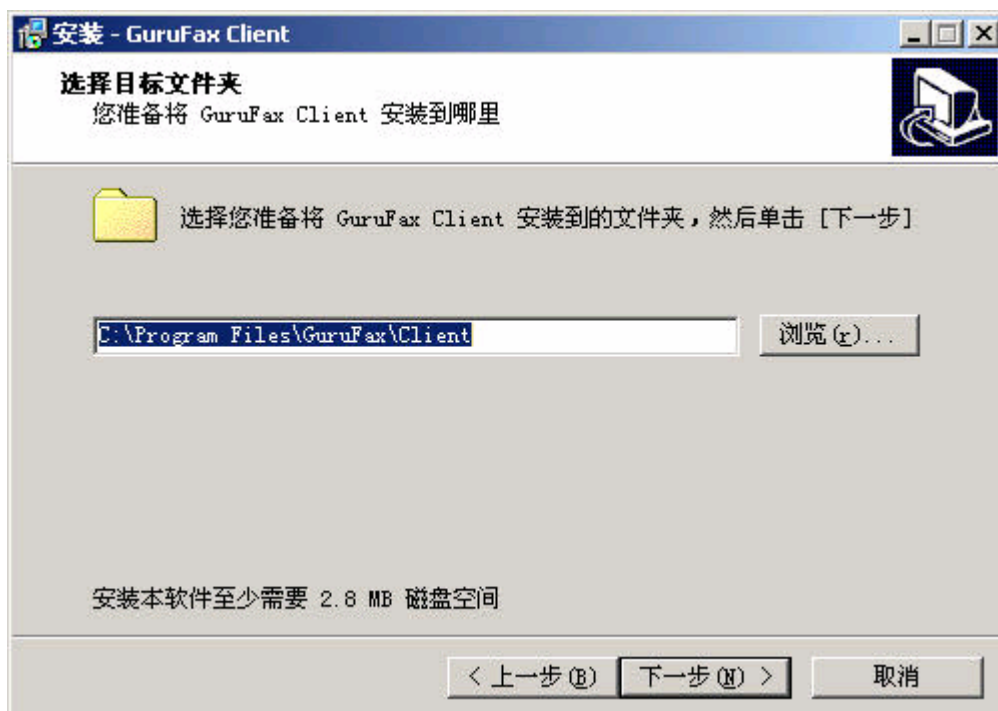 安装 - GuruFax Client
选择目标文件夹
您准备将 GuruFax Client 安装到哪里
选择您准备将 GuruFax Client 安装到的文件夹，然后单击 [下一步]
C:\Program Files\GuruFax\Client
浏览(r)...
安装本软件至少需要 2.8 MB 磁盘空间
< 上一步(B)
下一步(N) >
取消